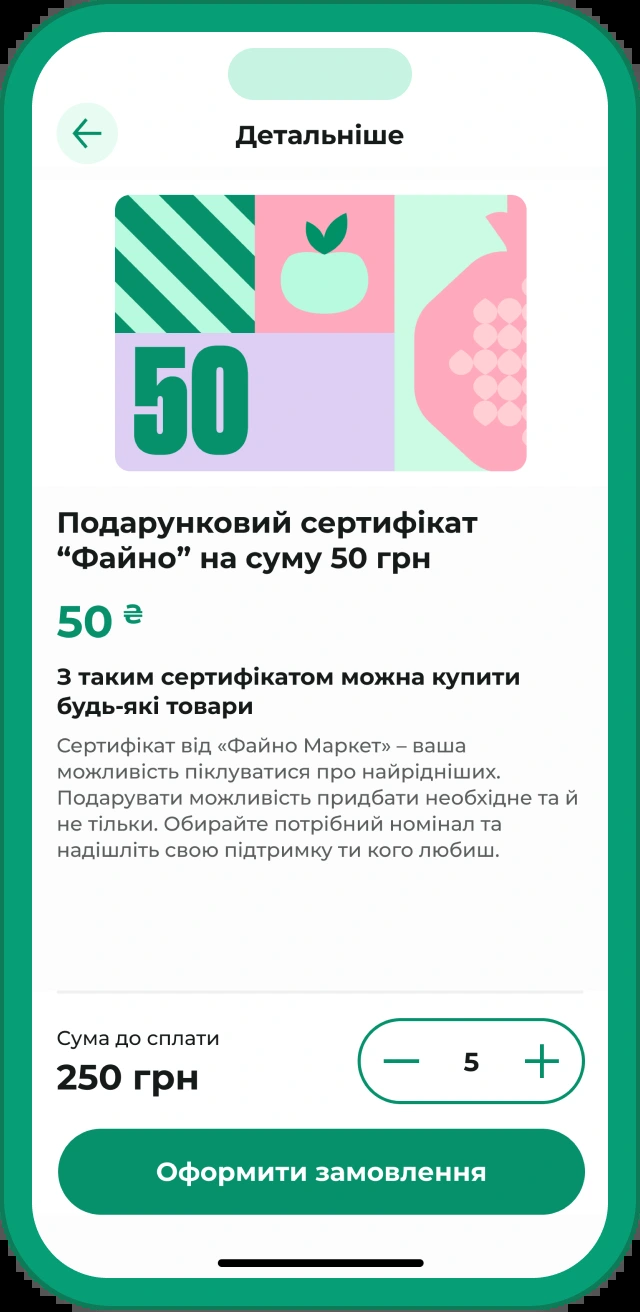 Детальніше
50
Подарунковий сертифікат
“Файно” на суму 50 грн
50 ₴
З таким сертифікатом можна купити
будь-які товари
Сертифікат від «Файно Маркет» – ваша
можливість піклуватися про найрідніших.
Подарувати можливість придбати необхідне та й
не тільки. Обирайте потрібний номінал та
надішліть свою підтримку ти кого любиш.
Сума до сплати
250 грн
— 5 +
Оформити замовлення